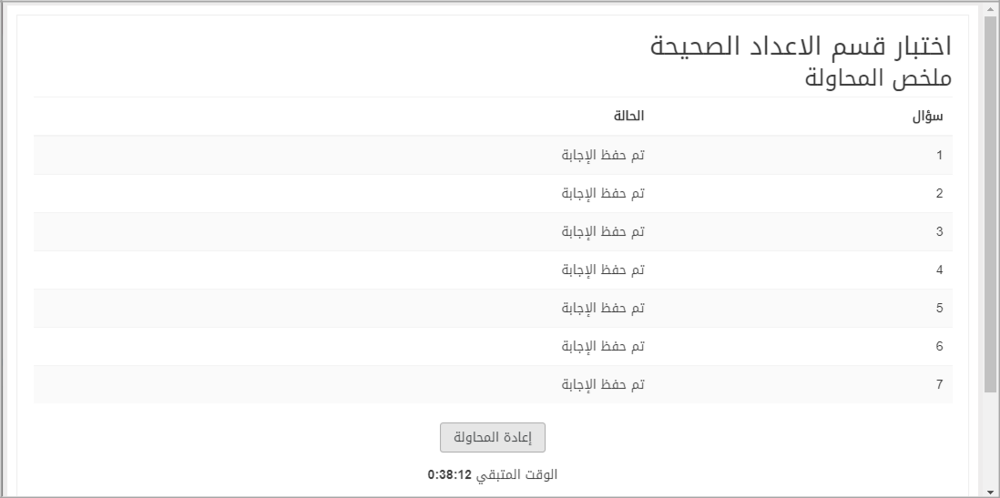 اختبار قسم الاعداد الصحيحة
ملخص المحاولة
سؤال الحالة
1 تم حفظ الإجابة
2 تم حفظ الإجابة
3 تم حفظ الإجابة
4 تم حفظ الإجابة
5 تم حفظ الإجابة
6 تم حفظ الإجابة
7 تم حفظ الإجابة
إعادة المحاولة
الوقت المتبقي 0:38:12